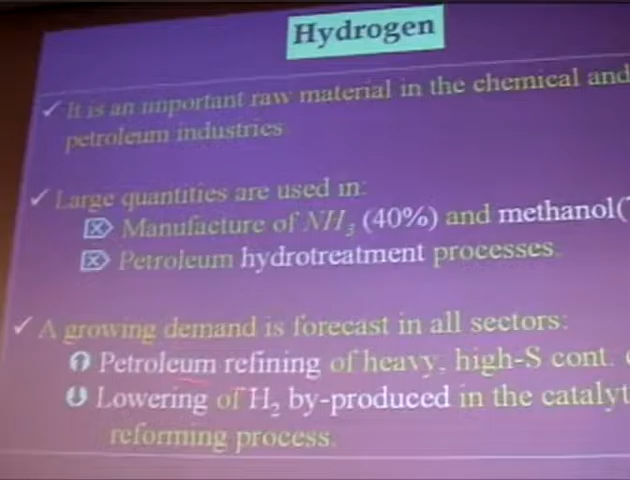 Hydrogen
✓ It is an important raw material in the chemical and
petroleum industries
✓ Large quantities are used in:
Manufacture of NH₃ (40%) and methanol(
Petroleum hydrotreatment processes.
✓ A growing demand is forecast in all sectors:
Petroleum refining of heavy, high-S cont.
Lowering of H₂ by-produced in the
reforming process.